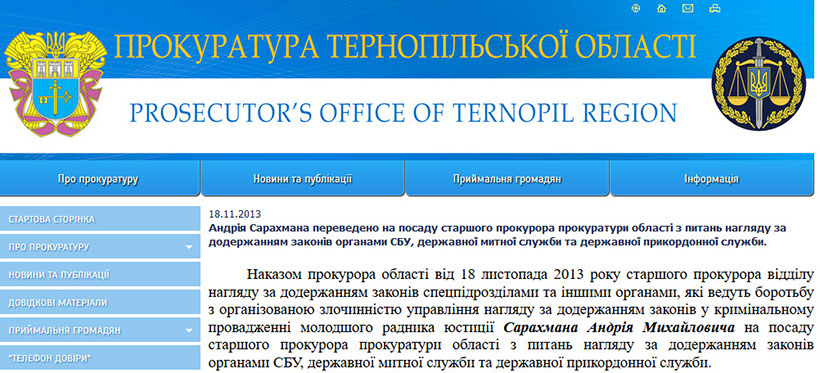 ПРОКУРАТУРА ТЕРНОПІЛЬСЬКОЇ ОБЛАСТІ
PROSECUTOR'S OFFICE OF TERNOPIL REGION
Про прокуратуру
Новини та публікації
Приймальня громадян
Інформація
СТАРТОВА СТОРІНКА
ПРО ПРОКУРАТУРУ
НОВИНИ ТА ПУБЛІКАЦІЇ
ДОВІДКОВІ МАТЕРІАЛИ
ПРИЙМАЛЬНЯ ГРОМАДЯН
"ТЕЛЕФОН ДОВІРИ"
18.11.2013
Андрія Сарахмана переведено на посаду старшого прокурора прокуратури області з питань нагляду за
додержанням законів органами СБУ, державної митної служби та державної прикордонної служби.
Наказом прокурора області від 18 листопада 2013 року старшого прокурора відділу
нагляду за додержанням законів спецпідрозділами та іншими органами, які ведуть боротьбу
з організованою злочинністю управління нагляду за додержанням законів у кримінальному
провадженні молодшого радника юстиції Сарахмана Андрія Михайловича на посаду
старшого прокурора прокуратури області з питань нагляду за додержанням законів
органами СБУ, державної митної служби та державної прикордонної служби.